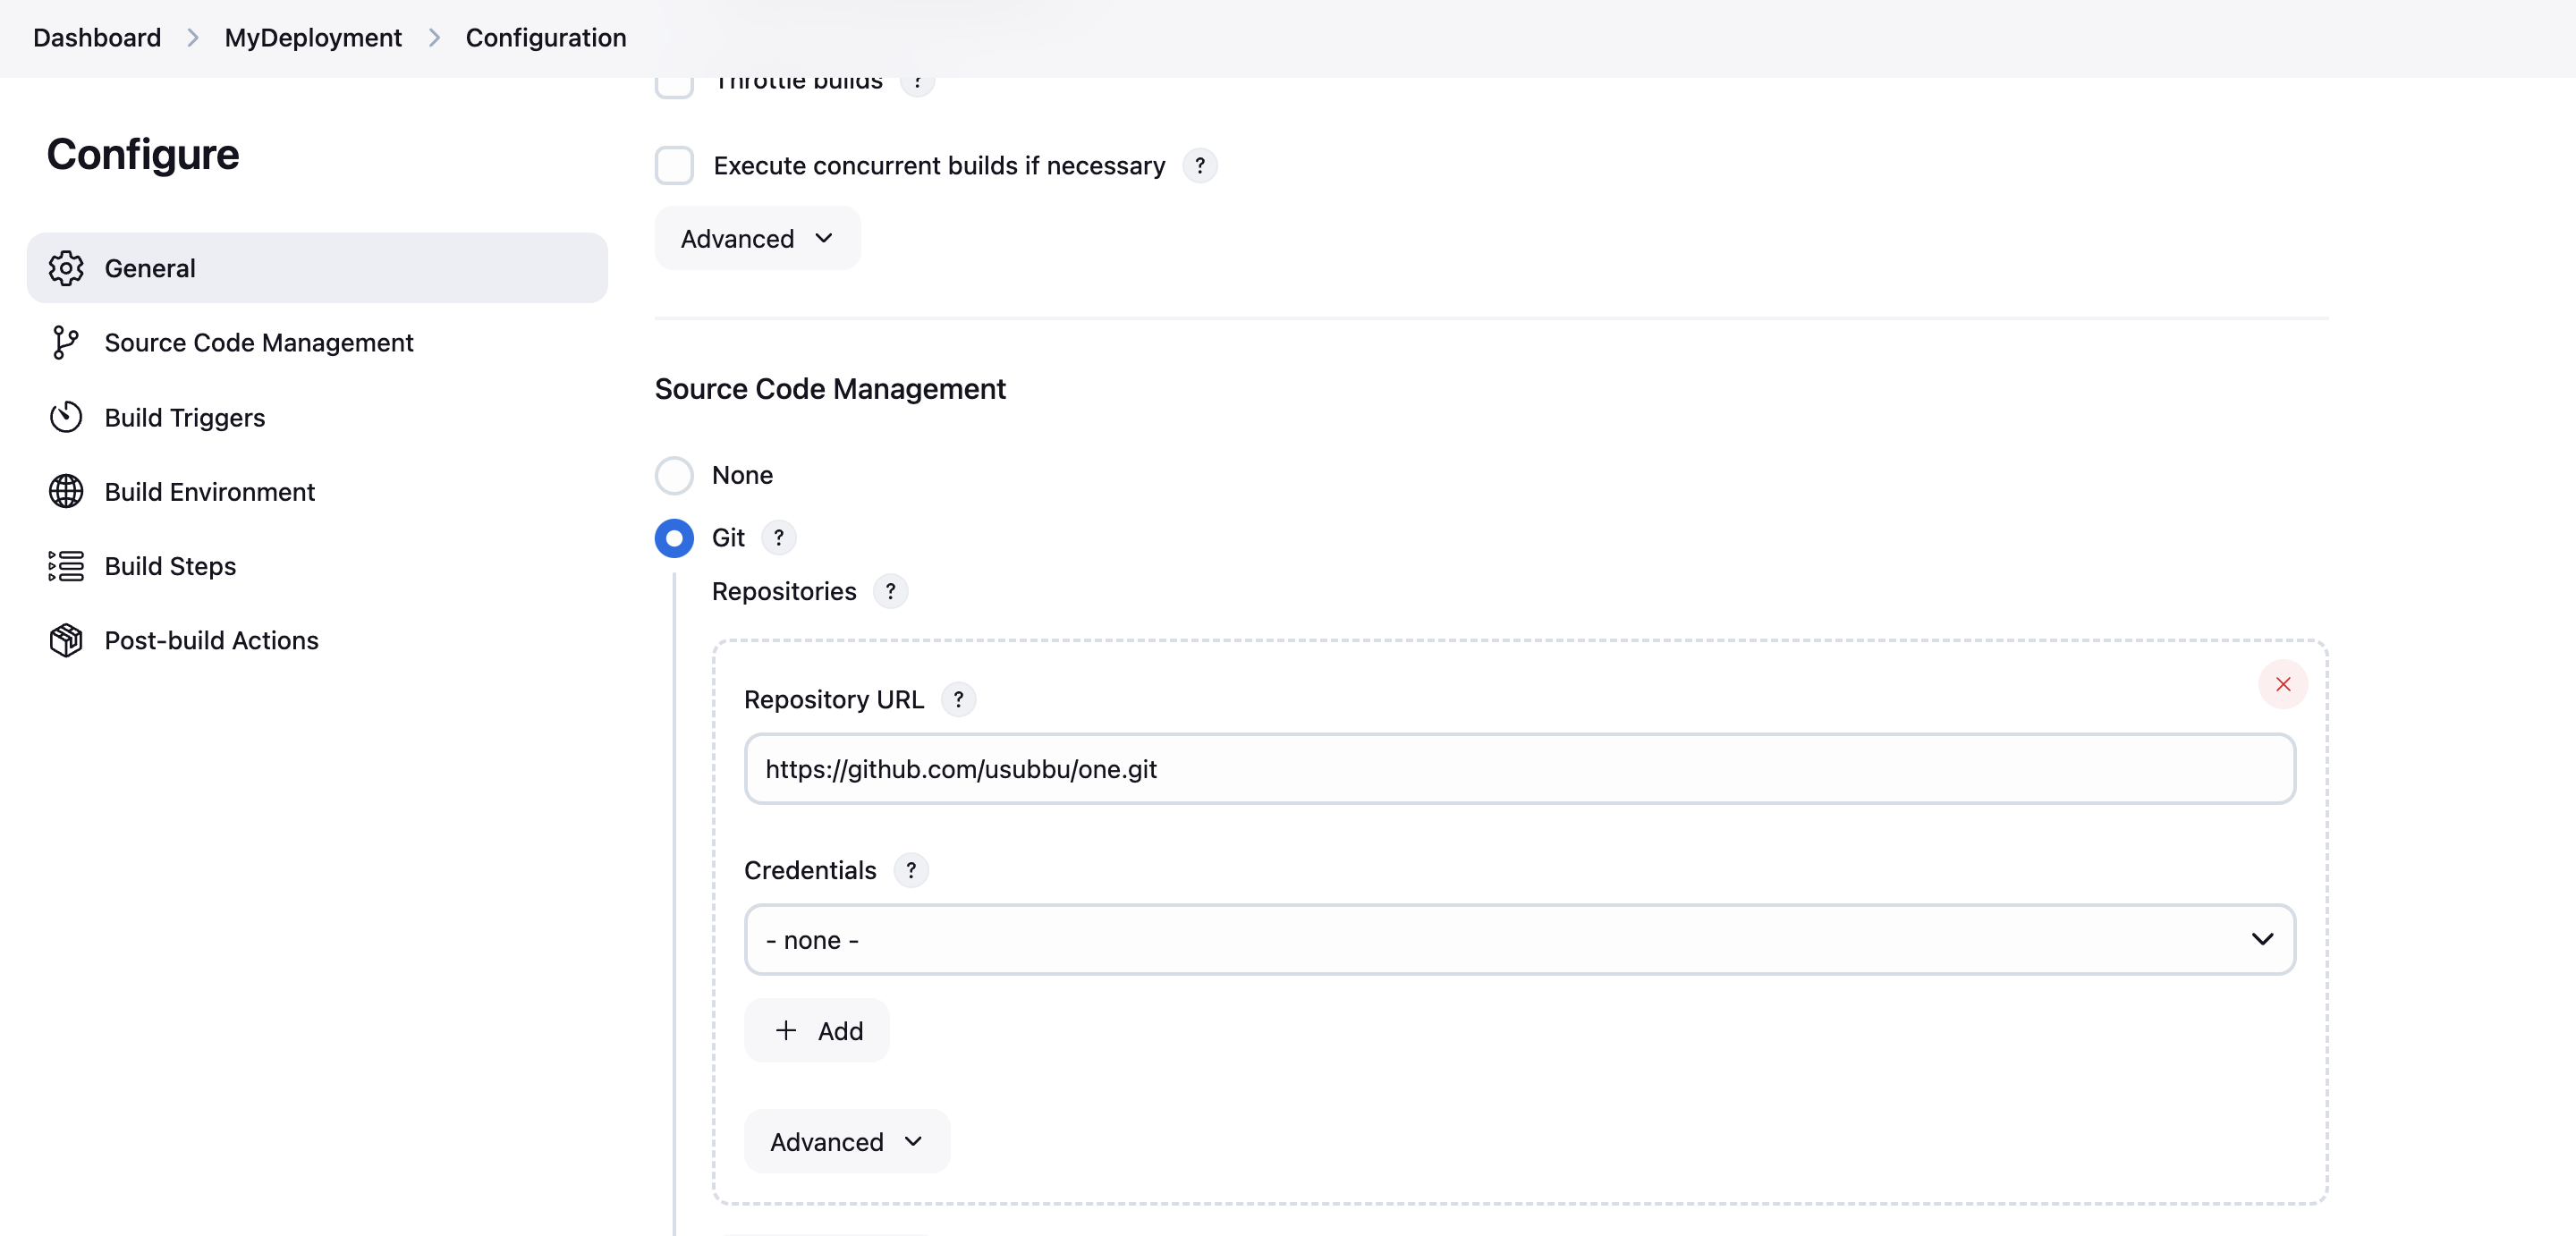 Dashboard > MyDeployment > Configuration
Throttle builds ?
Configure
Execute concurrent builds if necessary ?
Advanced
General
Source Code Management
Build Triggers
Build Environment
Build Steps
Post-build Actions
Source Code Management
None
Git ?
Repositories ?
Repository URL ?
https://github.com/usubbu/one.git
Credentials ?
- none -
+ Add
Advanced